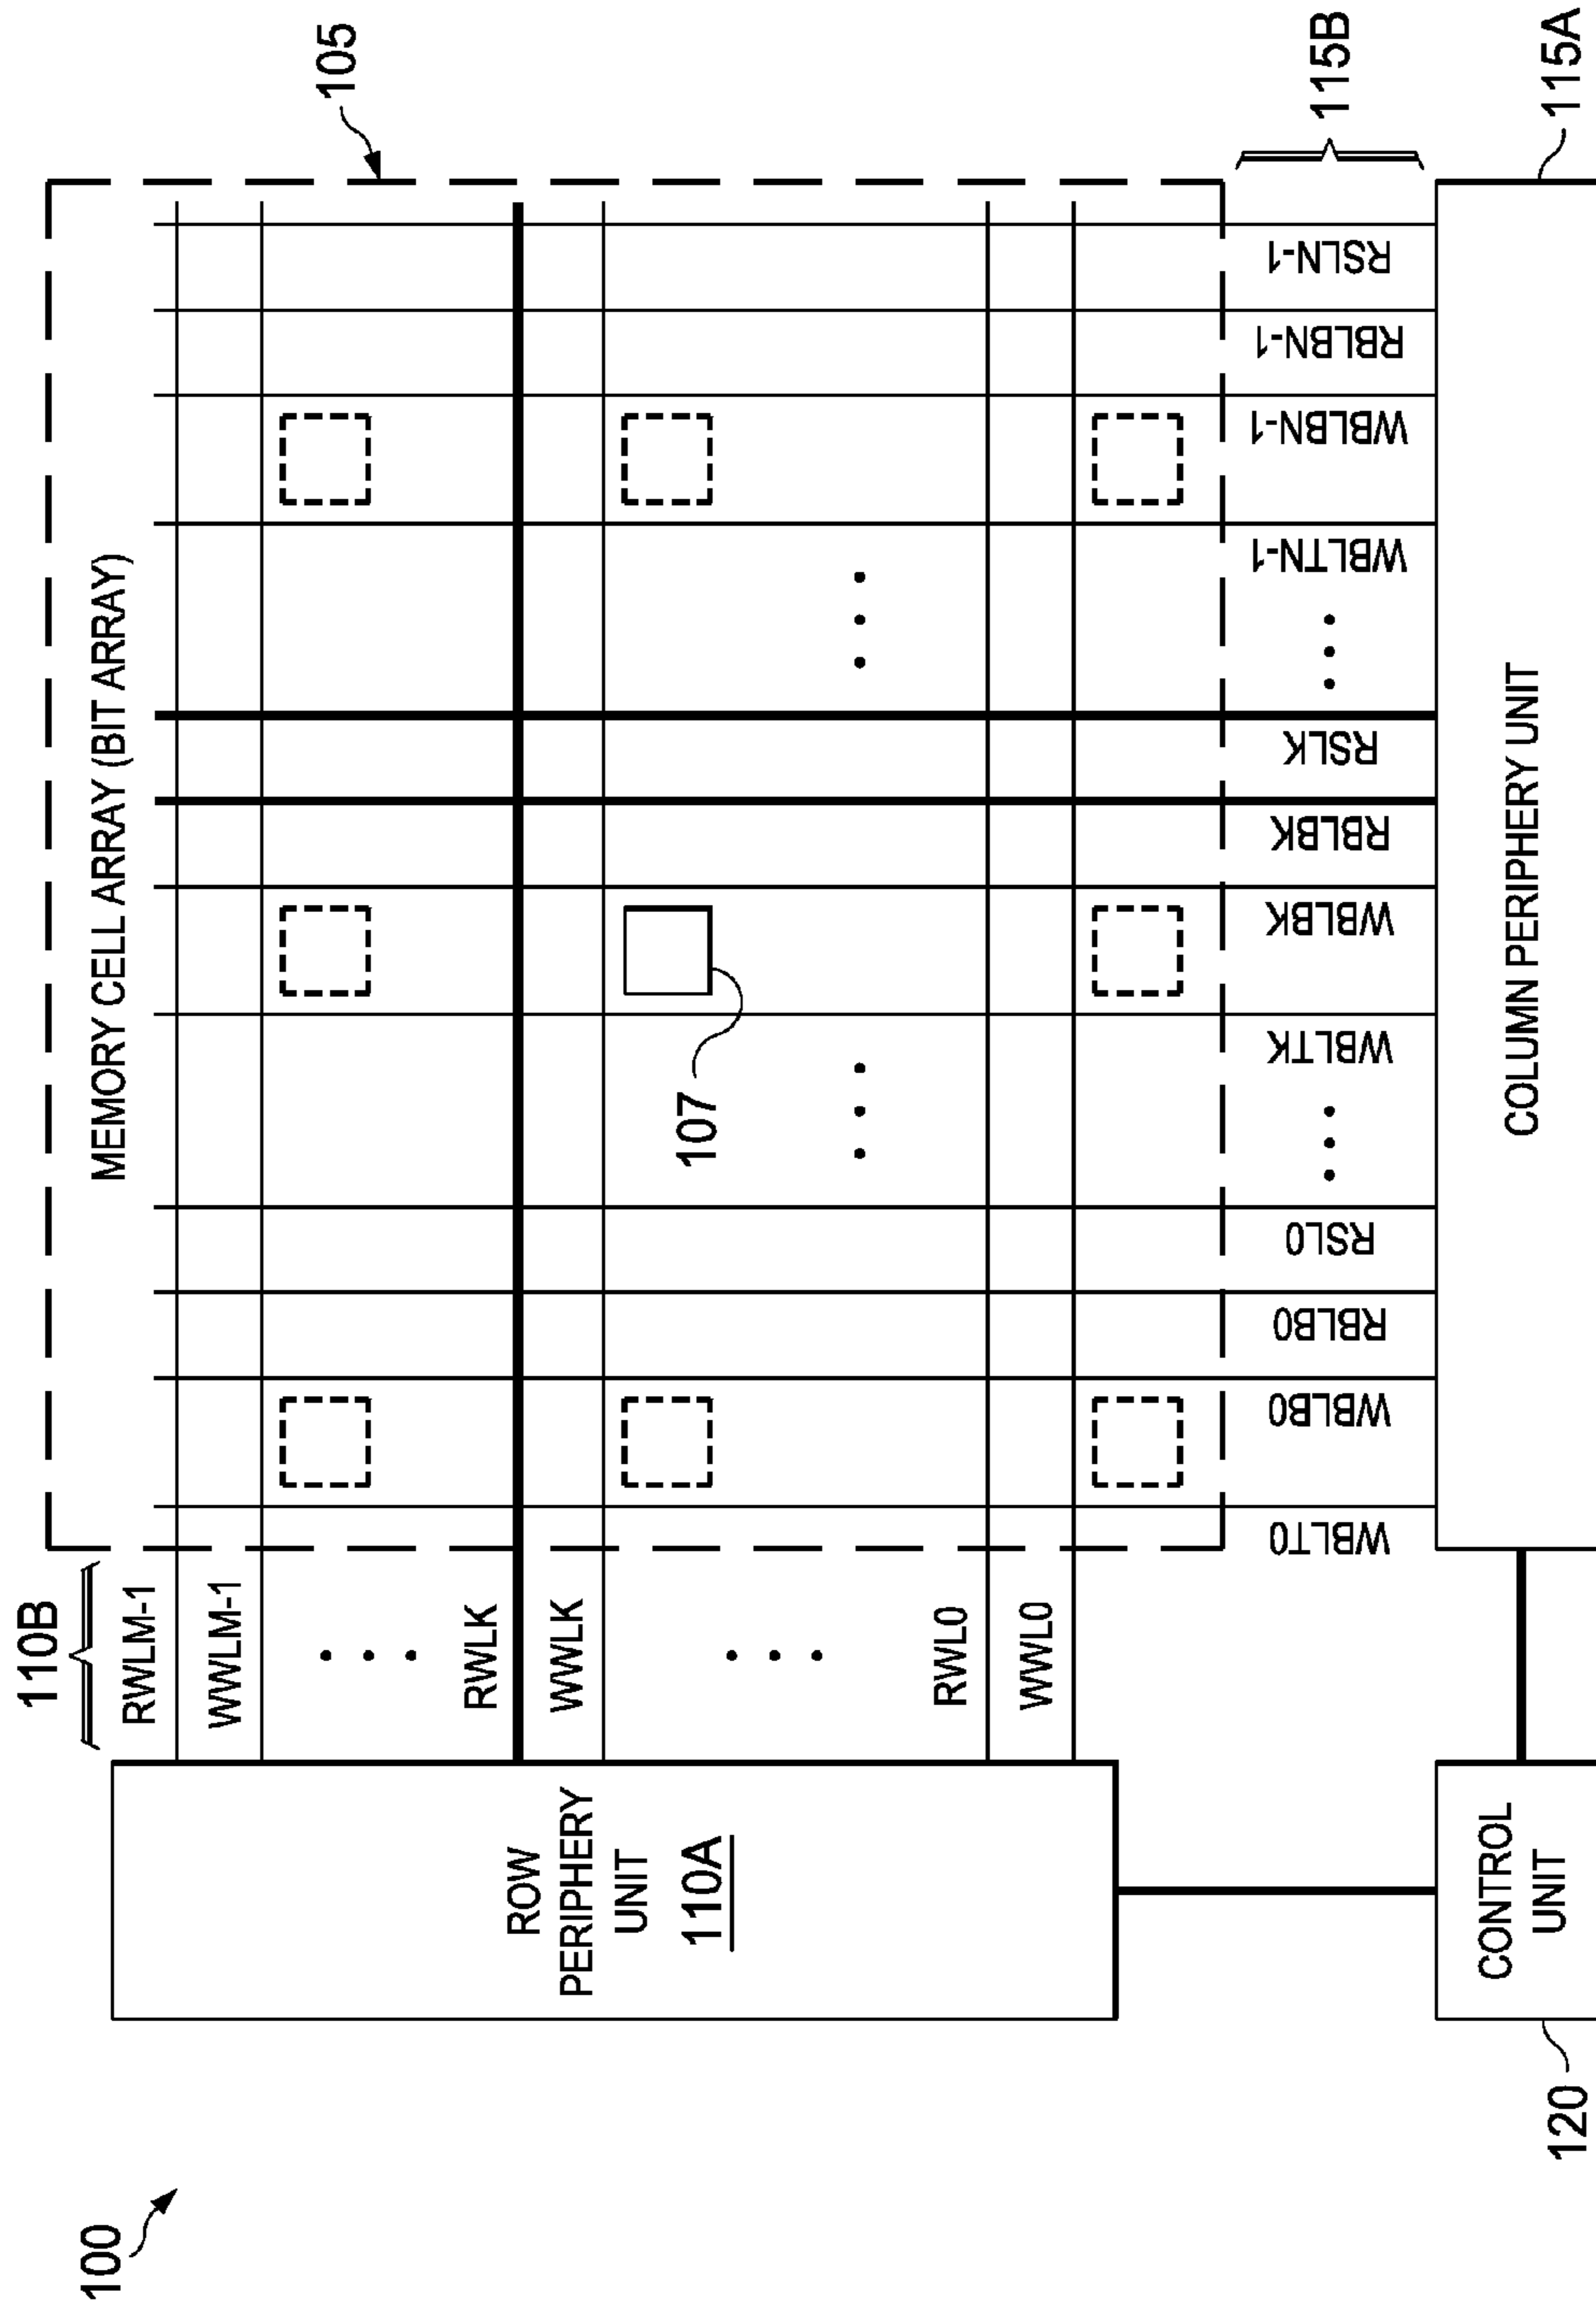 100
110B
105
MEMORY CELL ARRAY (BIT ARRAY)
RWLM-1
WWLM-1
RWLK
WWLK
RWL0
WWL0
ROW
PERIPHERY
UNIT
110A
107
WBLT0
WBLB0
RBLB0
RSL0
WBLTK
WBLBK
RBLBK
RSLK
WBLTN-1
WBLBN-1
RBLBN-1
RSLN-1
115B
CONTROL
UNIT
120
COLUMN PERIPHERY UNIT
115A